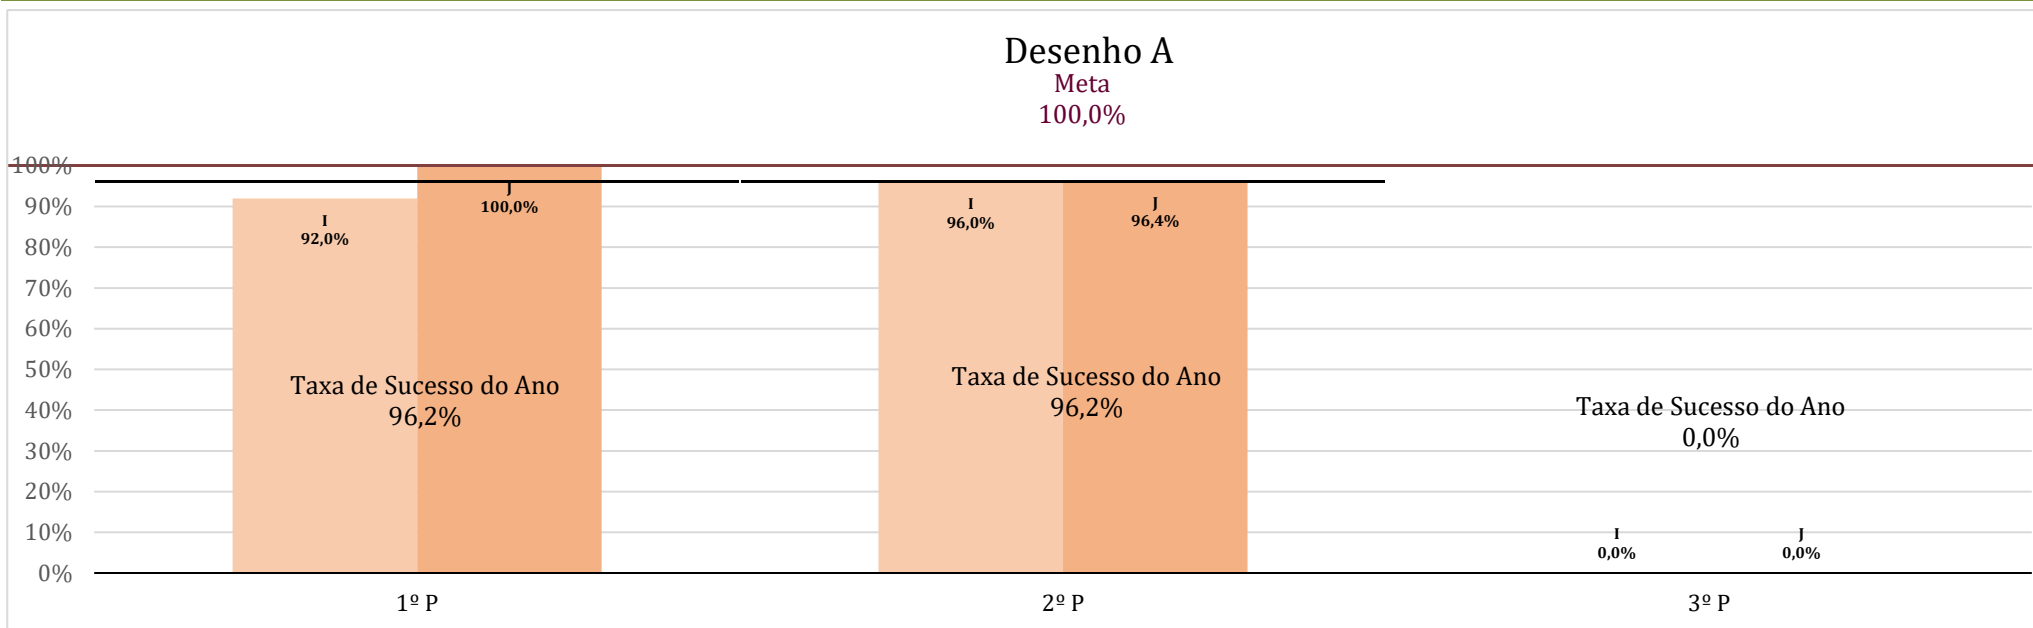 Desenho A
Meta
100,0%
100%
90%
80%
70%
60%
50%
40%
30%
20%
10%
0%
I
92,0%
J
100,0%
Taxa de Sucesso do Ano
96,2%
I
96,0%
J
96,4%
Taxa de Sucesso do Ano
96,2%
Taxa de Sucesso do Ano
0,0%
I
0,0%
J
0,0%
1º P
2º P
3º P